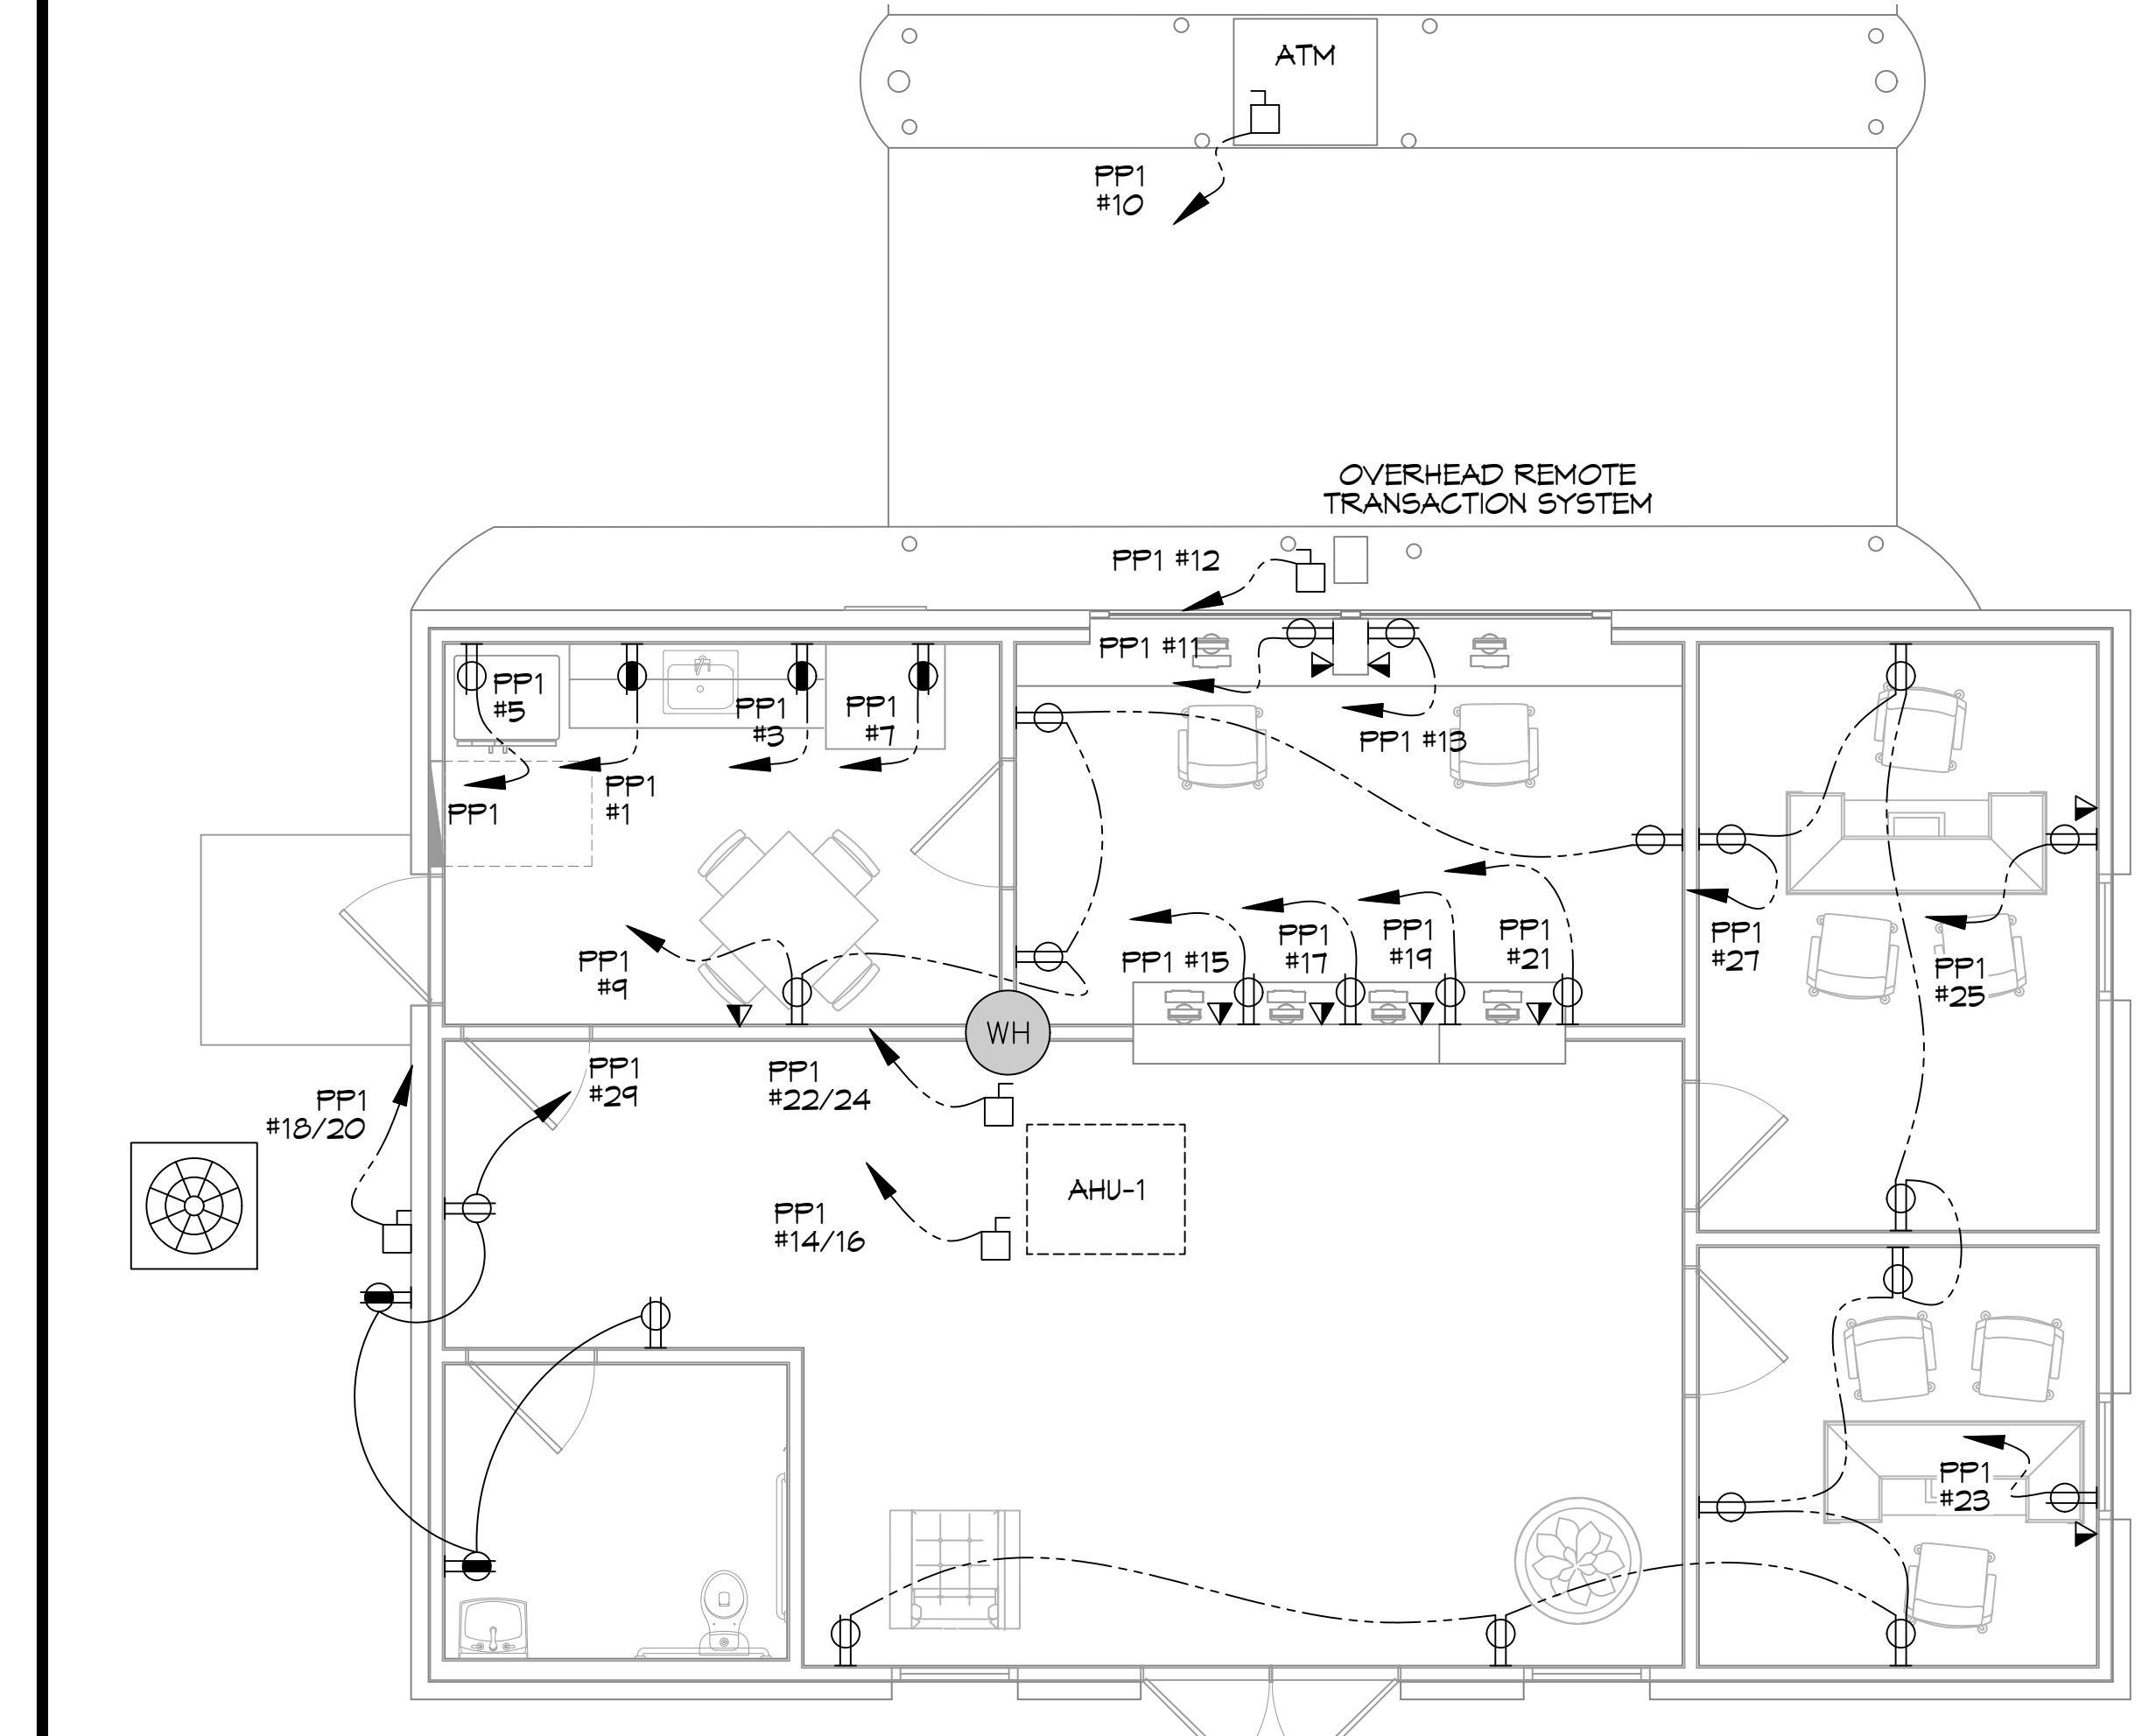 ATM
PP1
#10
OVERHEAD REMOTE
TRANSACTION SYSTEM
PP1 #12
PP1 #11
PP1
#5
PP1
#3
PP1
#7
PP1 #13
PP1
#1
PP1
PP1
#9
PP1 #15
PP1
#17
PP1
#19
PP1
#21
PP1
#27
PP1
#25
WH
PP1
#29
PP1
#22/24
PP1
#18/20
AHU-1
PP1
#14/16
PP1
#23